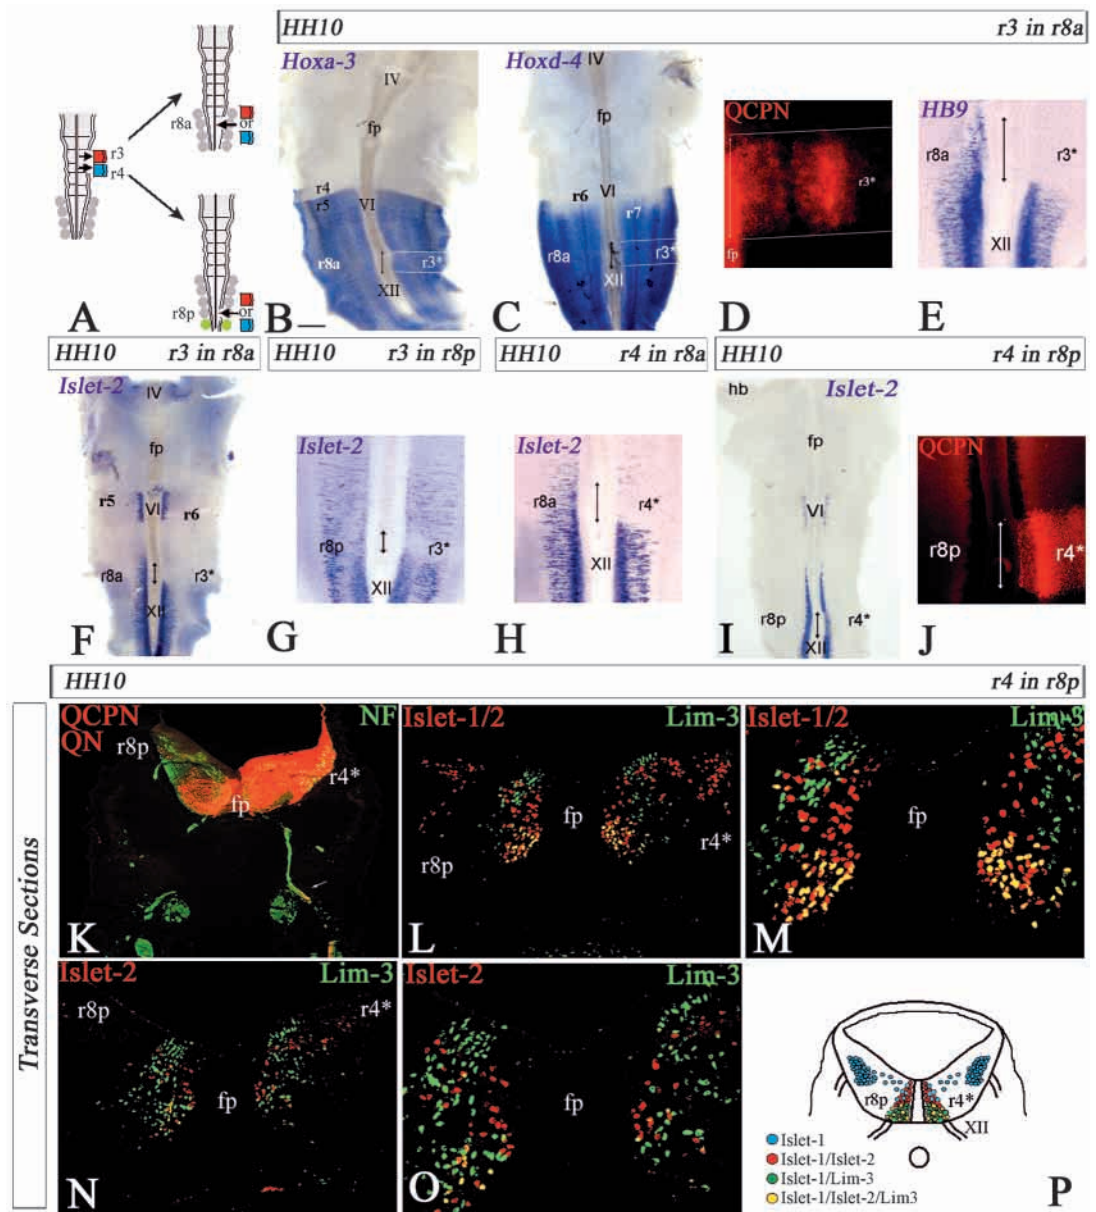 HH10 r3 in r8a
r8a
or
r3
r4
r8p
or
A
Hoxa-3
IV
fp
r4
r5
VI
r8a
r3*
XII
B
Hoxd-4
IV
fp
r6
VI
r7
r8a
r3*
XII
C
QCPN
r3*
fp
D
HB9
r8a
r3*
XII
E
HH10 r3 in r8a
HH10 r3 in r8p
HH10 r4 in r8a
HH10 r4 in r8p
Islet-2
IV
fp
r5
VI
r6
r8a
r3*
XII
F
Islet-2
r8p
r3*
XII
G
Islet-2
r8a
r4*
XII
H
hb
Islet-2
fp
VI
r8p
r4*
XII
I
QCPN
r8p
r4*
J
HH10 r4 in r8p
Transverse Sections
QCPN NF
QN
r8p
r4*
fp
K
Islet-1/2 Lim-3
fp
r8p
r4*
L
Islet-1/2 Lim-3
fp
M
Islet-2 Lim-3
r8p
r4*
fp
N
Islet-2 Lim-3
fp
O
r8p
r4*
XII
Islet-1
Islet-1/Islet-2
Islet-1/Lim-3
Islet-1/Islet-2/Lim3
P